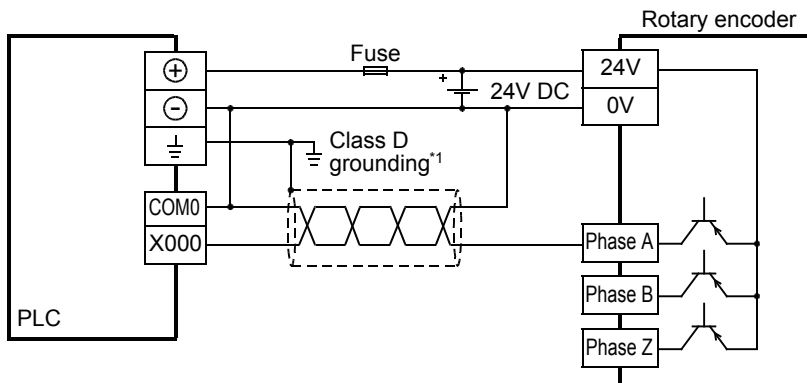 Rotary encoder
Fuse
+
24V DC
24V
0V
Class D
grounding*1
COM0
X000
Phase A
Phase B
Phase Z
PLC